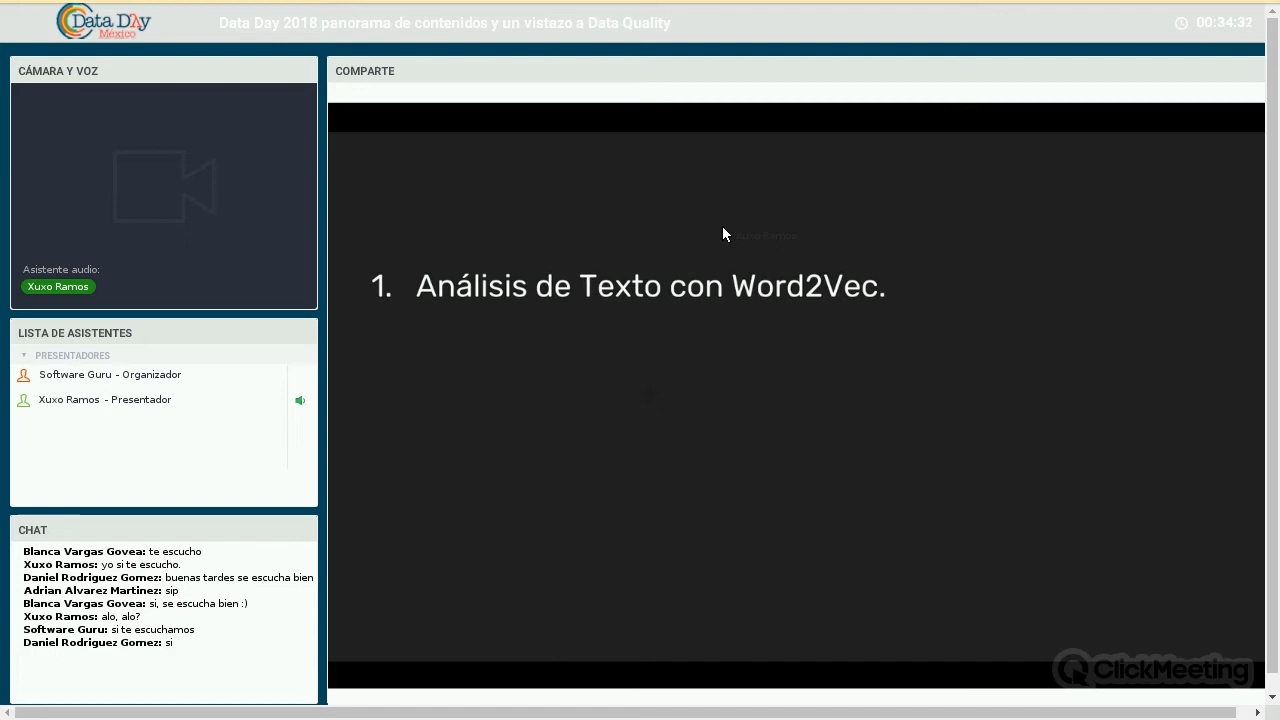 Data Day
México
Data Day 2018 panorama de contenidos y un vistazo a Data Quality
00:34:32
CÁMARA Y VOZ
Asistente audio:
Xuxo Ramos
LISTA DE ASISTENTES
PRESENTADORES
Software Guru - Organizador
Xuxo Ramos - Presentador
CHAT
Blanca Vargas Govea: te escucho
Xuxo Ramos: yo si te escucho.
Daniel Rodriguez Gomez: buenas tardes se escucha bien
Adrian Alvarez Martinez: sip
Blanca Vargas Govea: si, se escucha bien :)
Xuxo Ramos: alo, alo?
Software Guru: si te escuchamos
Daniel Rodriguez Gomez: si
COMPARTE
Xuxo Ramos
1. Análisis de Texto con Word2Vec.
ClickMeeting